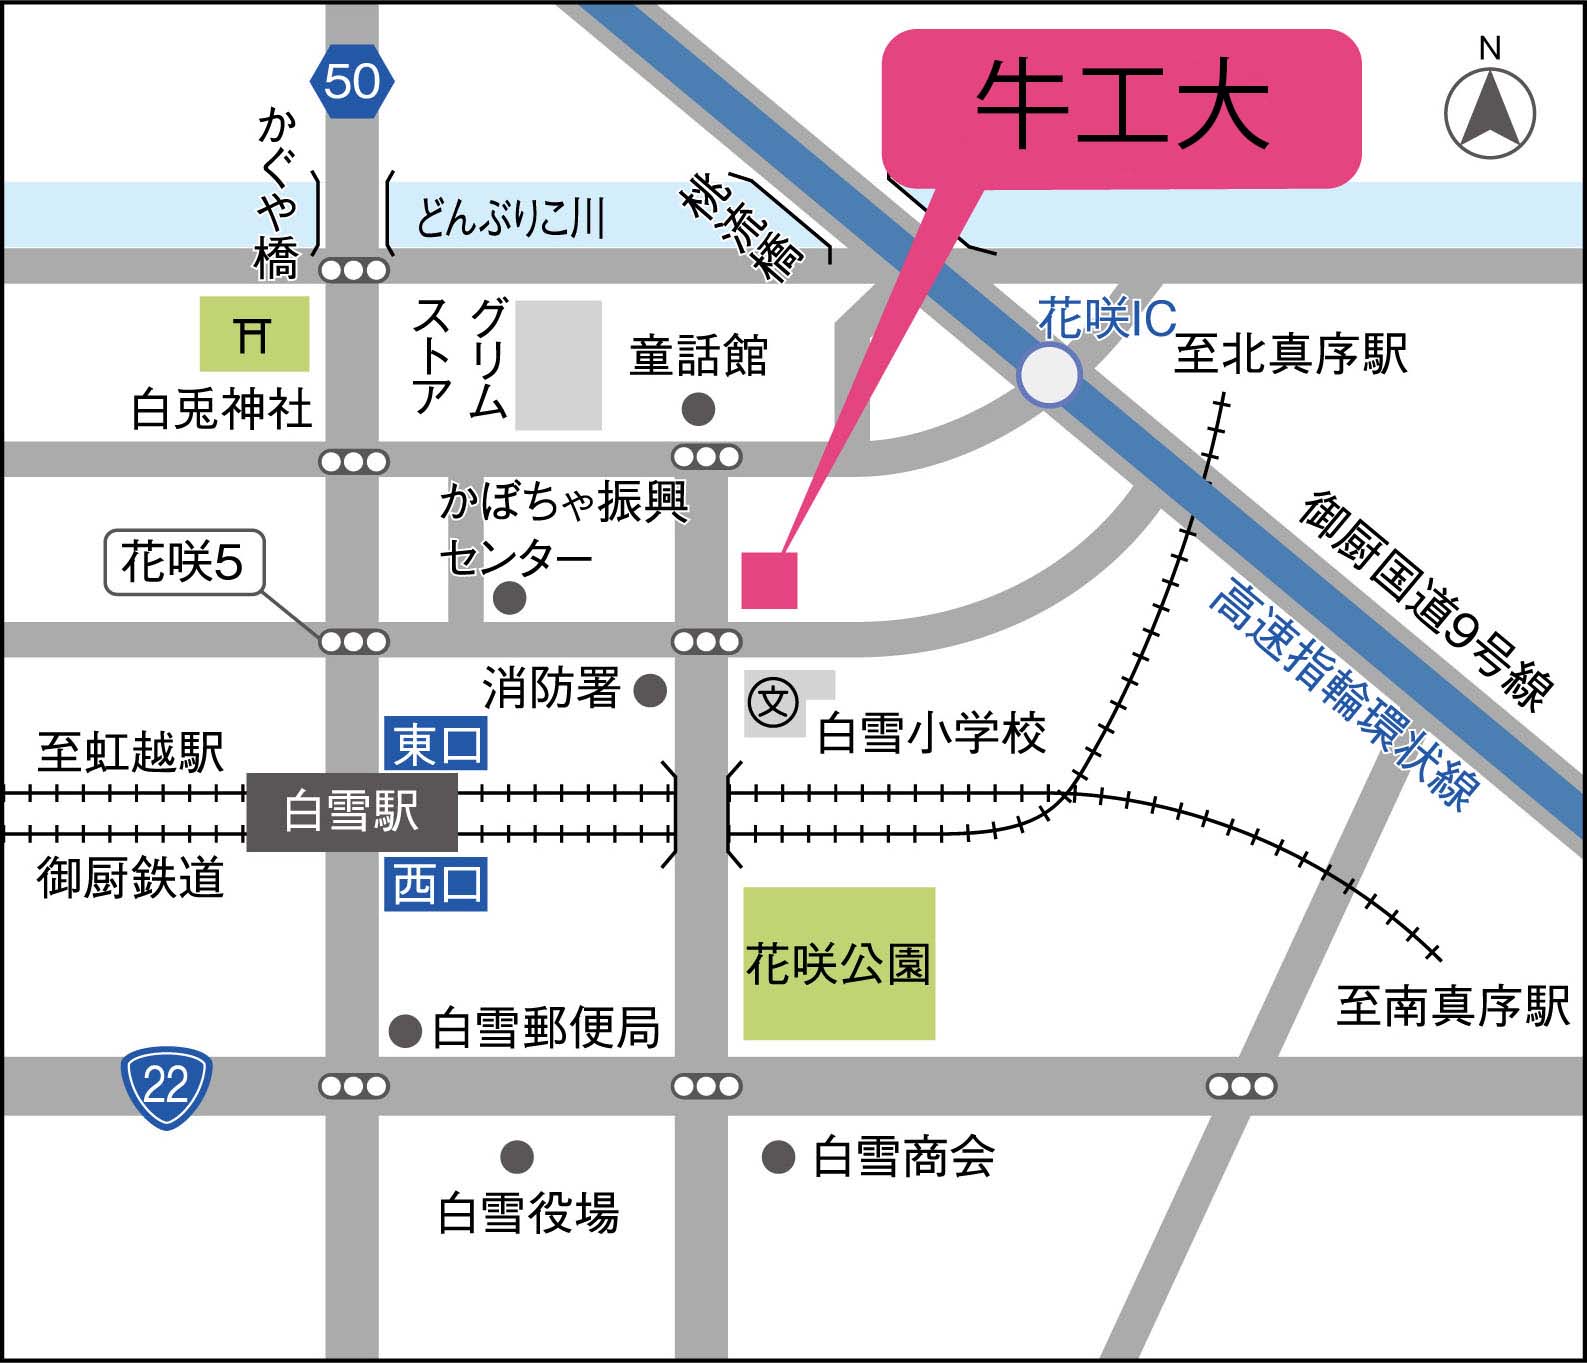 牛工大
N
50
かぐや橋
どんぶりこ川
桃流橋
花咲IC
至北真序駅
グリム
ストア
童話館
白兎神社
かぼちゃ振興
センター
花咲5
御厨国道9号線
高速指輪環状線
消防署
文
白雪小学校
至虹越駅
東口
白雪駅
御厨鉄道
西口
花咲公園
至南真序駅
白雪郵便局
22
白雪商会
白雪役場